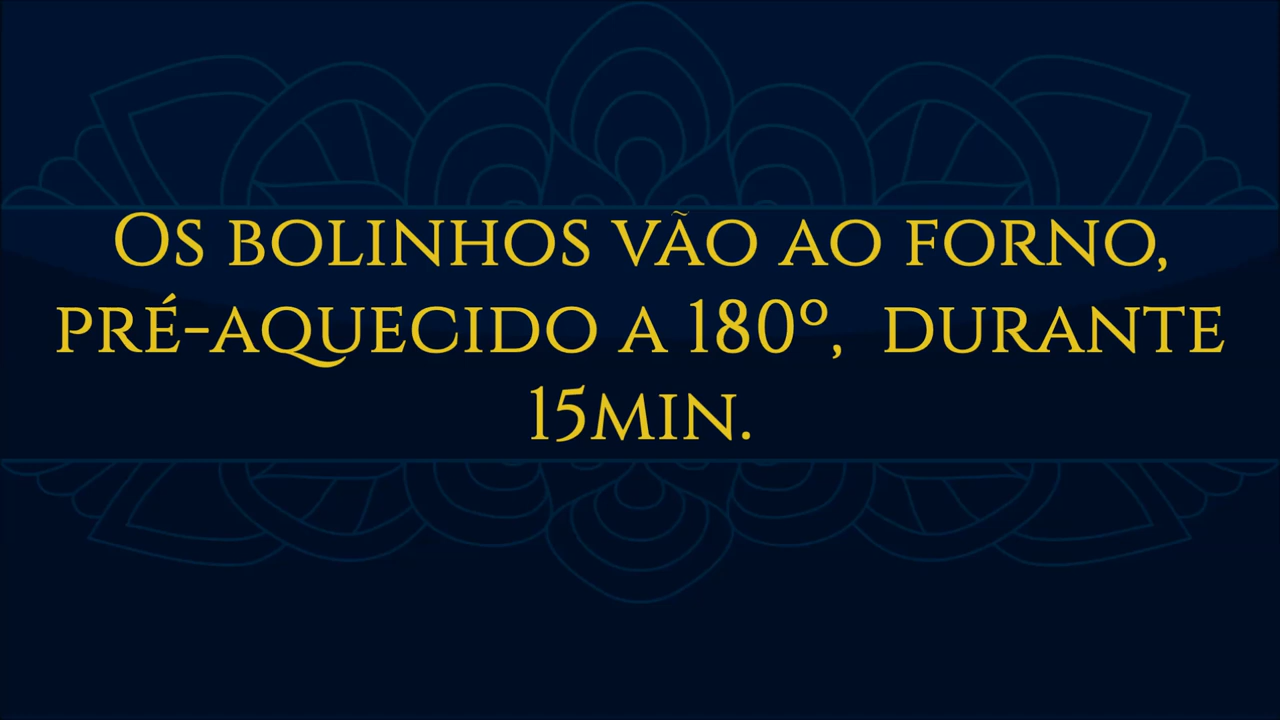 Os bolinhos vão ao forno,
pré-aquecido a 180º, durante
15min.